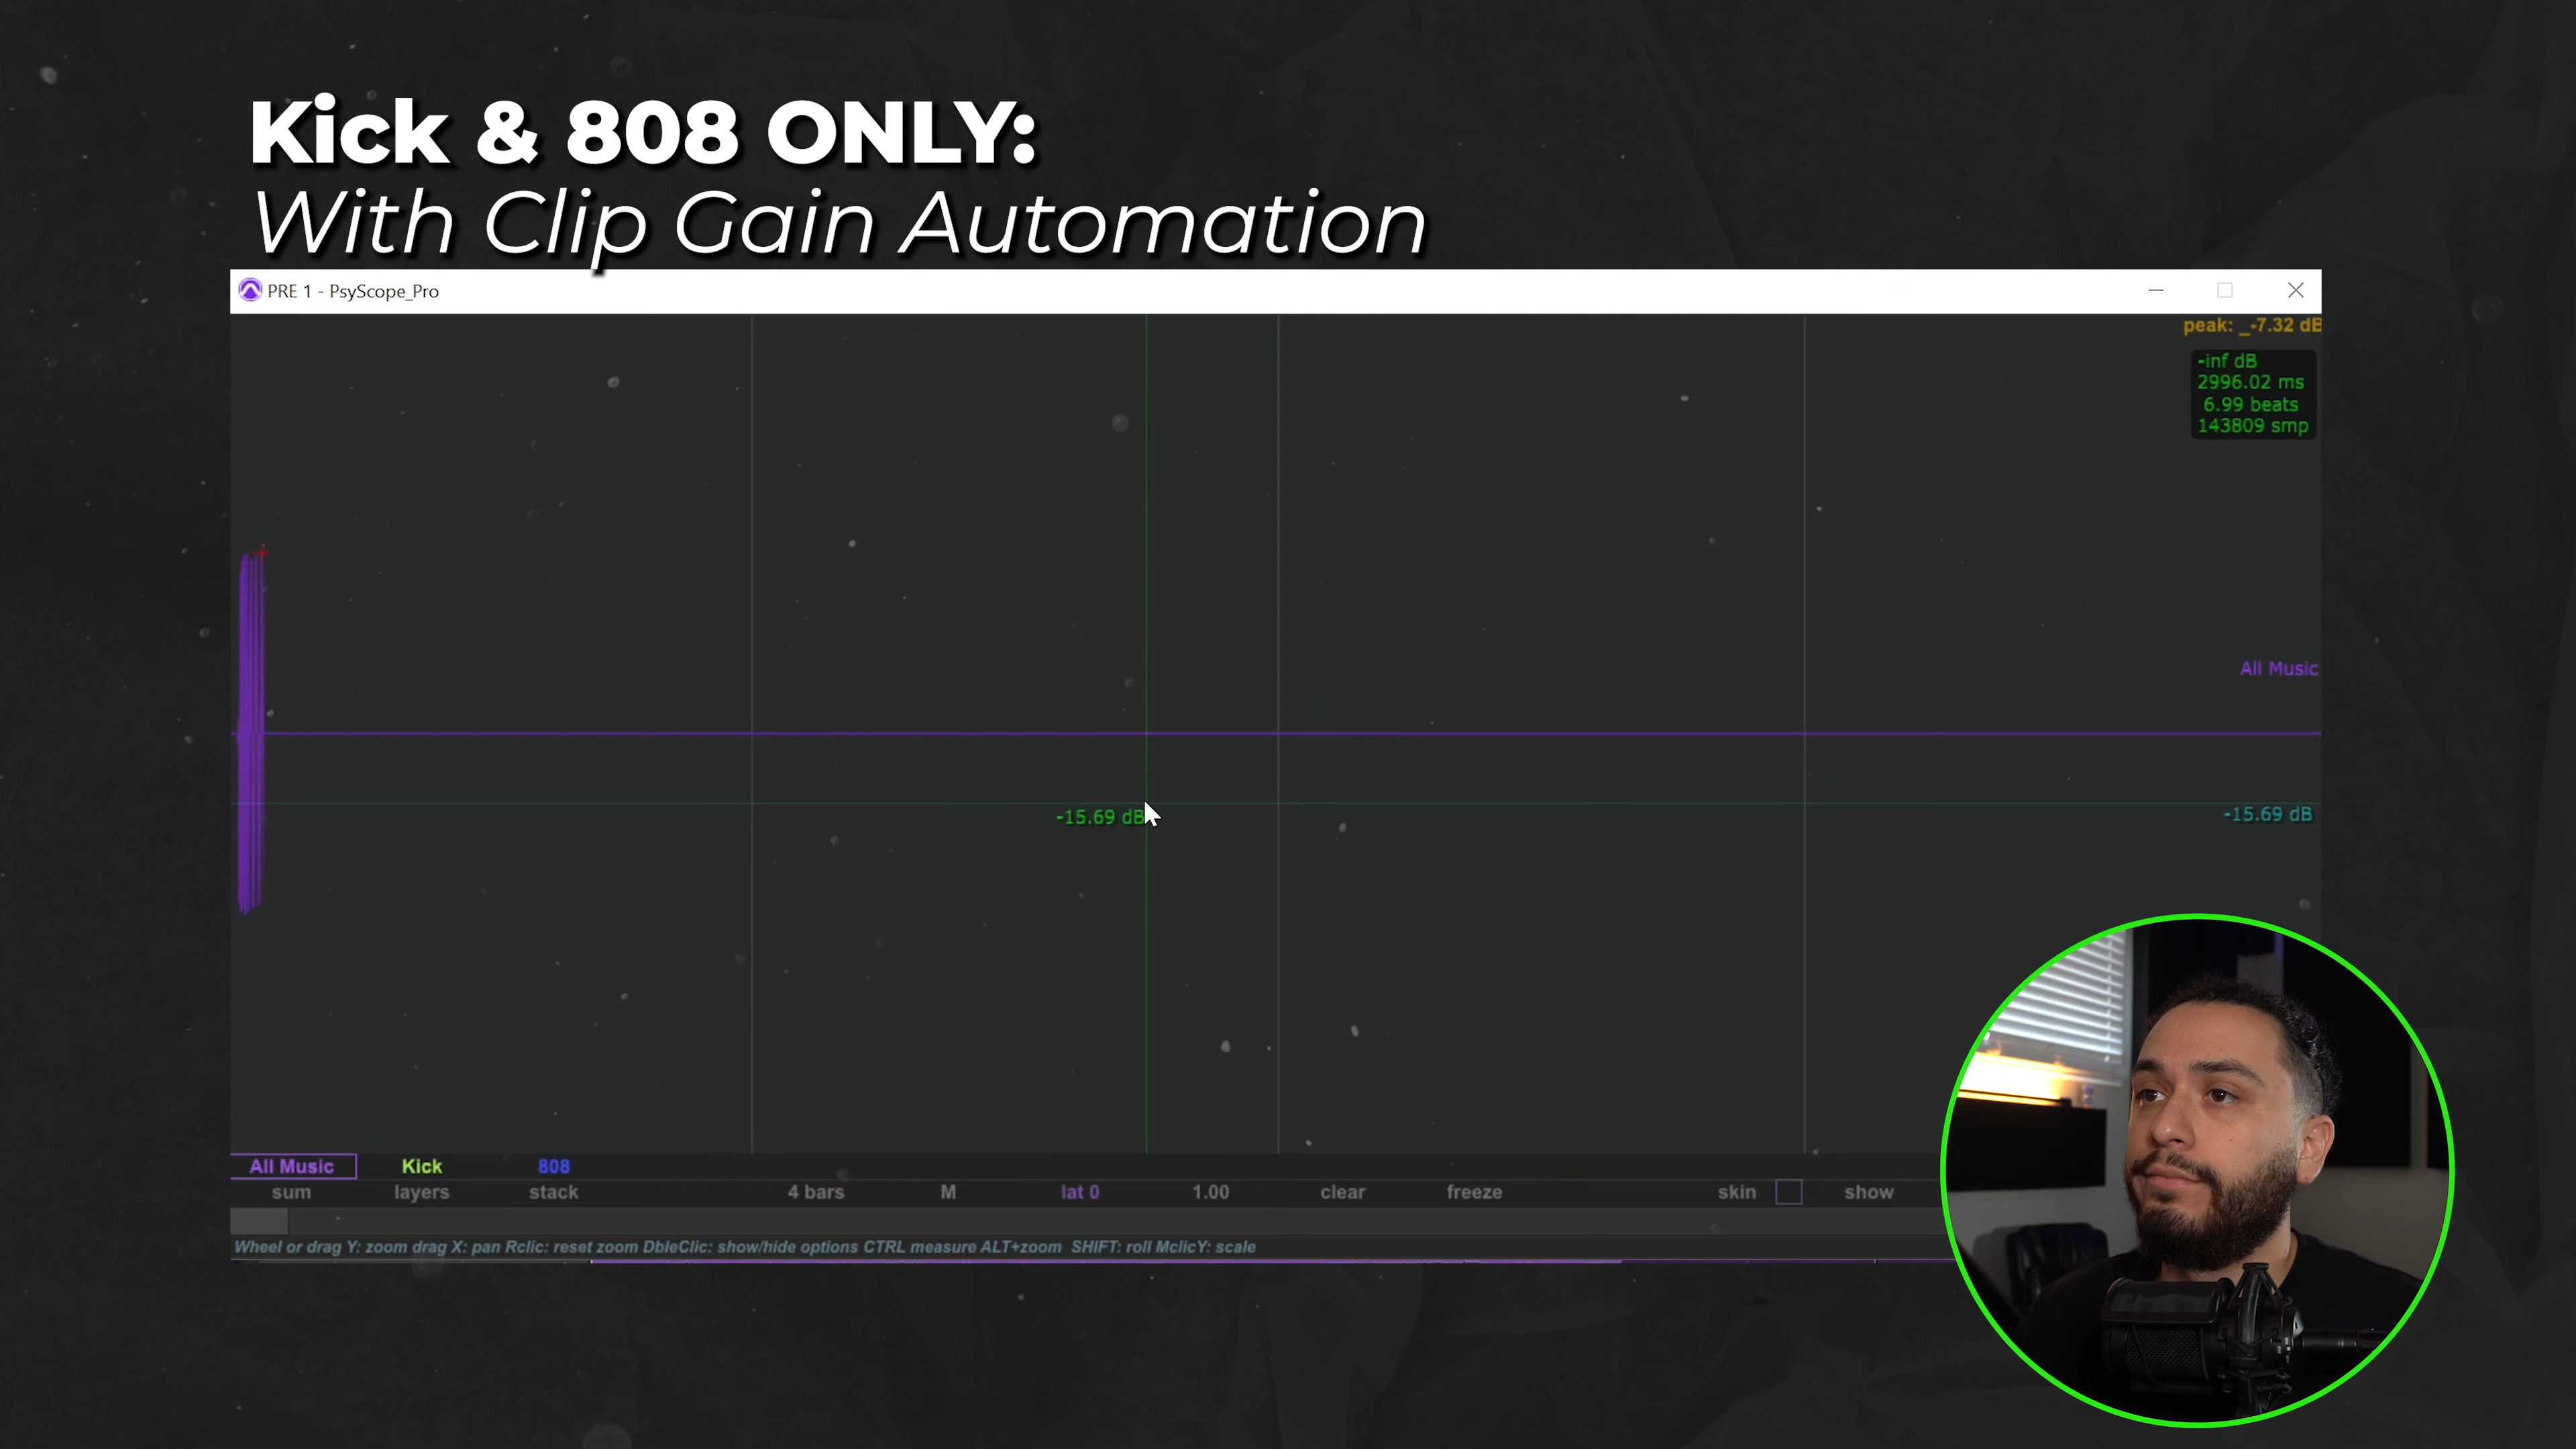 Kick & 808 ONLY:
With Clip Gain Automation
PRE 1 - PsyScope_Pro
peak: _-7.32 dB
-inf dB
2996.02 ms
6.99 beats
143809 smp
All Music
-15.69 dB
-15.69 dB
All Music Kick 808
sum layers stack 4 bars M lat 0 1.00 clear freeze skin show
Wheel or drag Y: zoom drag X: pan Rclic: reset zoom DbleClic: show/hide options CTRL measure ALT+zoom SHIFT: roll MclicY: scale